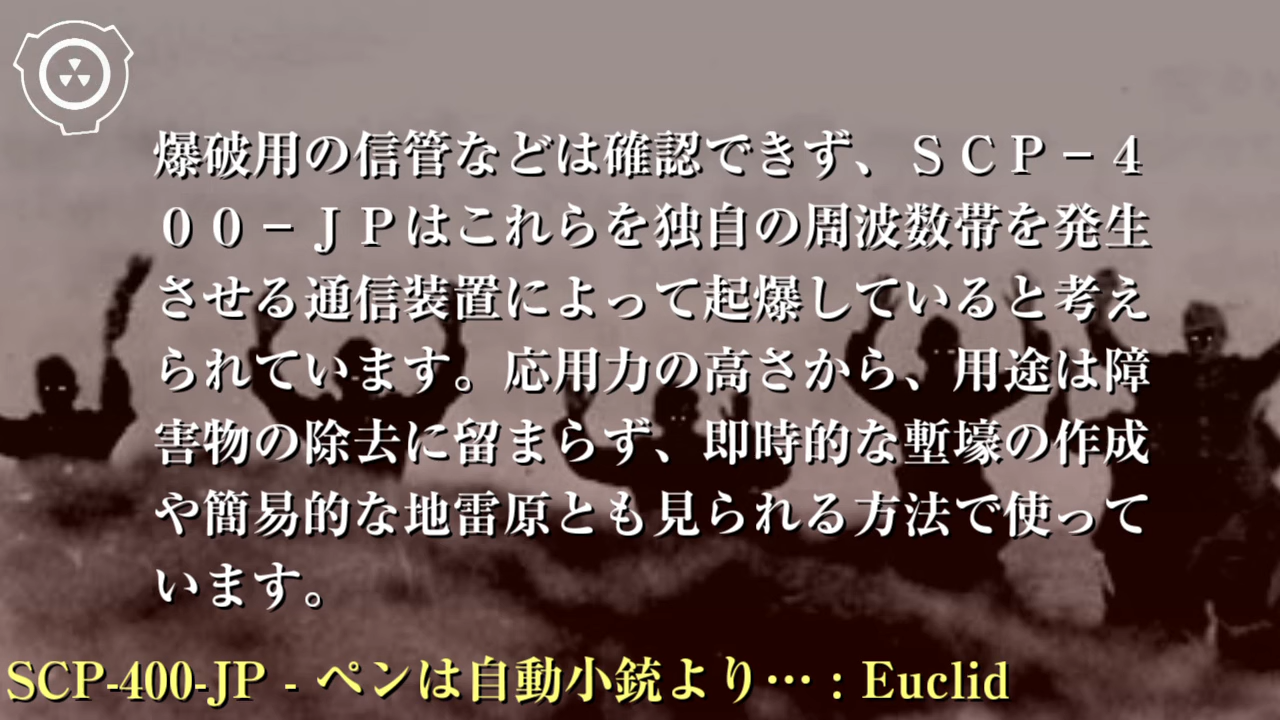 爆破用の信管などは確認できず、ＳＣＰ－４
００－ＪＰはこれらを独自の周波数帯を発生
させる通信装置によって起爆していると考え
られています。応用力の高さから、用途は障
害物の除去に留まらず、即時的な塹壕の作成
や簡易的な地雷原とも見られる方法で使って
います。
SCP-400-JP - ペンは自動小銃より… : Euclid